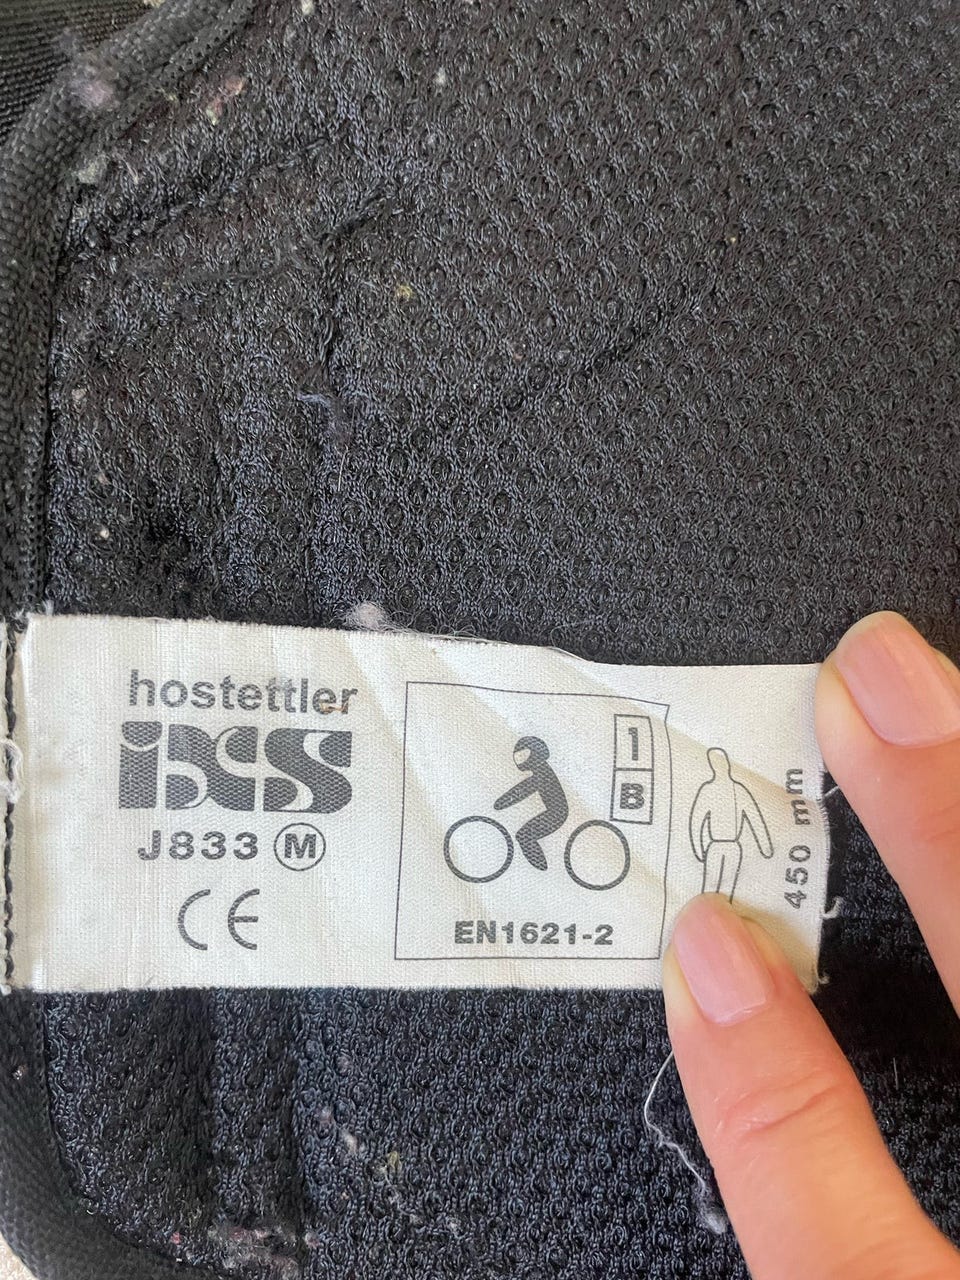 hostettler
iXS
J833 M
CE
1
B
EN1621-2
450 mm